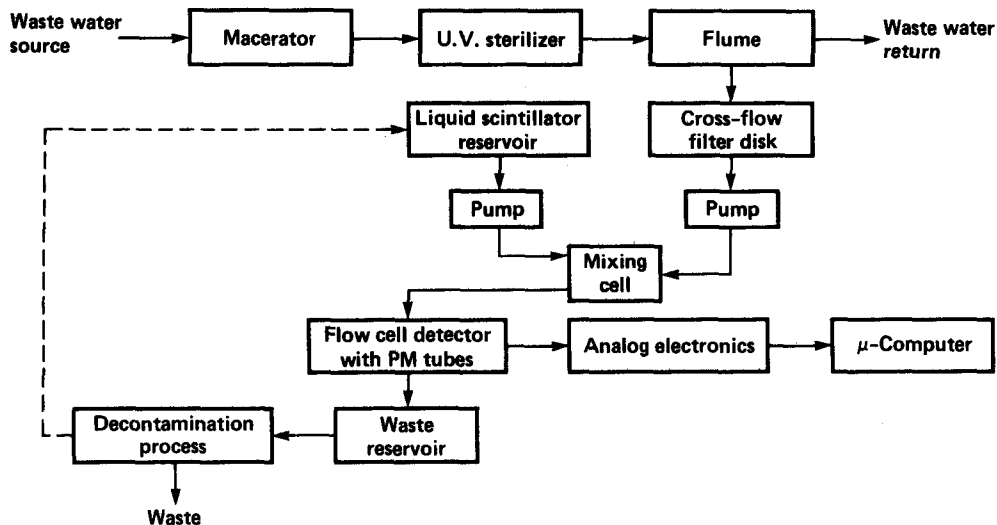 Waste water
source
Macerator
U.V. sterilizer
Flume
Waste water
return
Liquid scintillator
reservoir
Cross-flow
filter disk
Pump
Pump
Mixing
cell
Flow cell detector
with PM tubes
Analog electronics
μ-Computer
Decontamination
process
Waste
reservoir
Waste